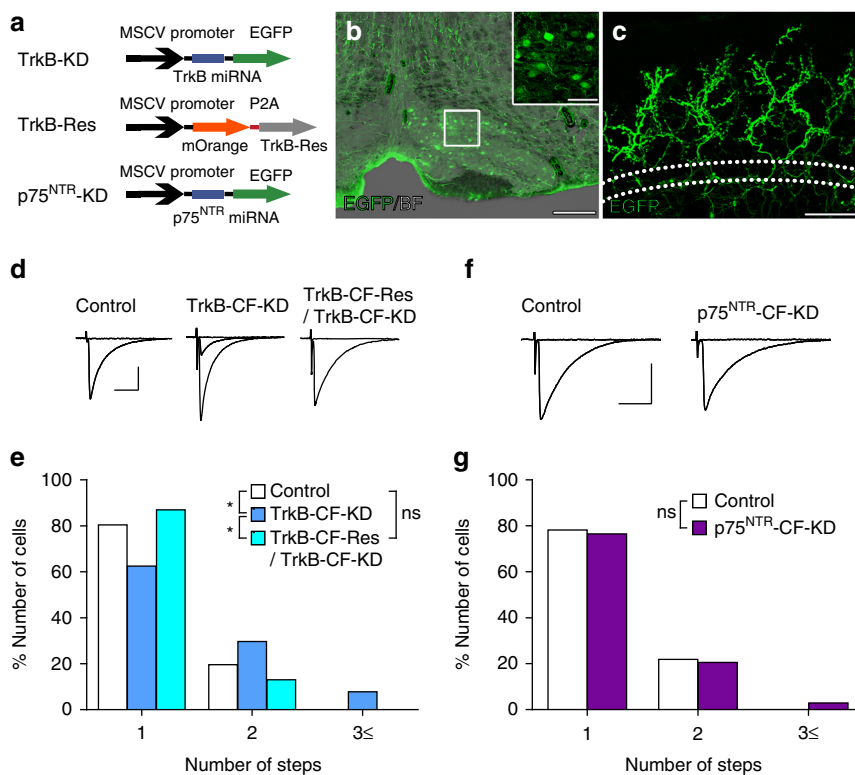 a
MSCV promoter EGFP
TrkB-KD
TrkB miRNA
MSCV promoter P2A
TrkB-Res
mOrange TrkB-Res
MSCV promoter EGFP
p75NTR-KD
p75NTR miRNA
b
EGFP/BF
c
EGFP
d
Control
TrkB-CF-KD
TrkB-CF-Res
/ TrkB-CF-KD
f
Control
p75NTR-CF-KD
e
% Number of cells
100
80
60
40
20
0
Control
* TrkB-CF-KD
* TrkB-CF-Res
/ TrkB-CF-KD
ns
1 2 3≤
Number of steps
g
% Number of cells
100
80
60
40
20
0
ns
Control
p75NTR-CF-KD
1 2 3≤
Number of steps